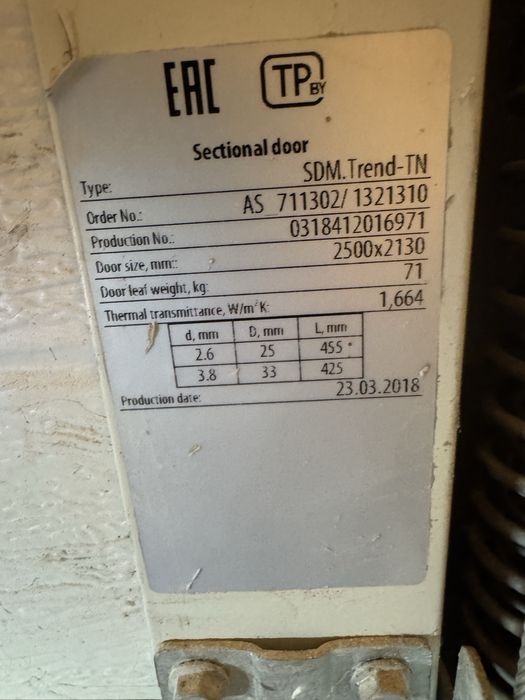 EAC TP BY
Sectional door
Type: SDM.Trend-TN
Order No.: AS_711302/ 1321310
Production No.: 0318412016971
Door size, mm: 2500x2130
Door leaf weight, kg: 71
Thermal transmittance, W/m²K: 1,664
d, mm D, mm L, mm
2.6 25 455
3.8 33 425
Production date: 23.03.2018